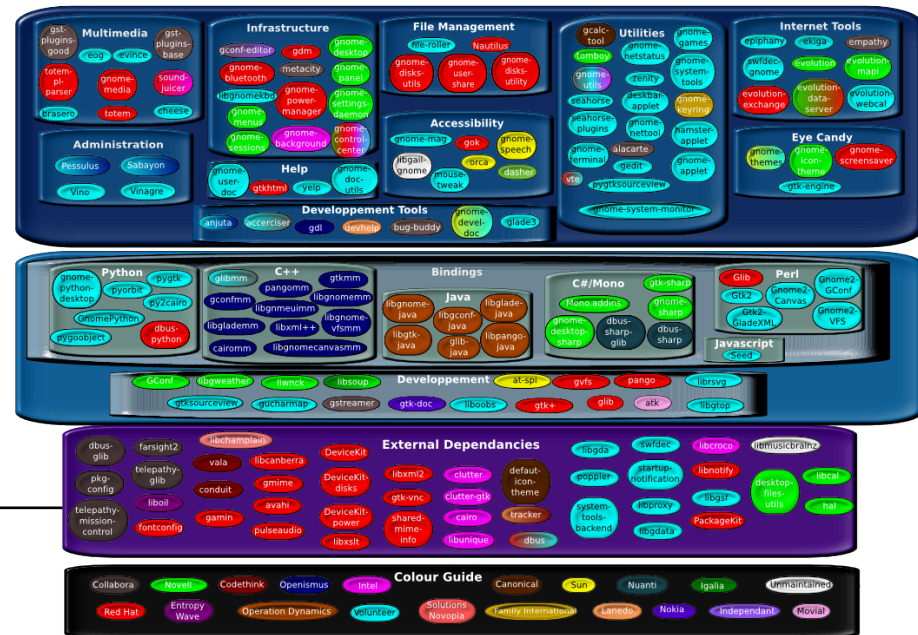 Multimedia
gst-
plugins-
good
eog
evince
gst-
plugins-
base
totem-
pl-
parser
gnome-
media
sound-
juicer
brasero
totem
cheese
Infrastructure
gconf-editor
gdm
gnome-
desktop
gnome-
bluetooth
metacity
gnome-
panel
libgnomekbd
gnome-
power-
manager
gnome-
settings-
daemon
gnome-
menus
gnome-
sessions
gnome-
background
gnome-
control-
center
File Management
file-roller
Nautilus
gnome-
disks-
utils
gnome-
user-
share
gnome-
disks-
utility
Utilities
gcalc-
tool
gnome-
games
tomboy
gnome-
netstatus
gnome-
utils
zenity
gnome-
system-
tools
seahorse
deskbar-
applet
gnome-
keyring
seahorse-
plugins
gnome-
nettool
hamster-
applet
gnome-
terminal
alacarte
gedit
gnome-
applet
vte
pygtksourceview
gnome-system-monitor
Internet Tools
epiphany
ekiga
empathy
swfdec-
gnome
evolution
evolution-
mapi
evolution-
exchange
evolution-
data-
server
evolution-
webcal
Administration
Pessulus
Sabayon
Vino
Vinagre
Help
gnome-
user-
doc
gtkhtml
yelp
gnome-
doc-
utils
Accessibility
gnome-mag
gok
gnome-
speech
libgail-
gnome
orca
mouse-
tweak
dasher
Eye Candy
gnome-
themes
gnome-
icon-
theme
gnome-
screensaver
gtk-engine
Developpement Tools
anjuta
accerciser
gdl
devhelp
bug-buddy
gnome-
devel-
doc
glade3
Python
gnome-
python-
desktop
pygtk
pyorbit
py2cairo
GnomePython
pygoobject
dbus-
python
C++
glibmm
gtkmm
pangomm
gconfmm
libgnomemm
libgnmeuimm
libglademm
libgnome-
vfsmm
libxml++
cairomm
libgnomecanvasmm
Bindings
Java
libgnome-
java
libglade-
java
libgconf-
java
libgtk-
java
glib-
java
libpango-
java
C#/Mono
gtk-sharp
Mono.addins
gnome-
sharp
gnome-
desktop-
sharp
dbus-
sharp-
glib
dbus-
sharp
Perl
Glib
Gnome2-
GConf
Gtk2
Gnome2-
Canvas
Gtk2-
GladeXML
Gnome2-
VFS
Javascript
Seed
Developpement
GConf
libgweather
liwnck
libsoup
at-spi
gvfs
pango
librsvg
gtksourceview
gucharmap
gstreamer
gtk-doc
liboobs
gtk+
glib
atk
libgtop
External Dependancies
dbus-
glib
farsight2
libchamplain
vala
libcanberra
DeviceKit
pkg-
config
telepathy-
glib
conduit
gmime
DeviceKit-
disks
libxml2
clutter
defaut-
icon-
theme
gtk-vnc
clutter-gtk
telepathy-
mission-
control
liboil
avahi
DeviceKit-
power
shared-
mime-
info
cairo
tracker
fontconfig
gamin
pulseaudio
libxslt
libunique
dbus
libgda
swfdec
libcroco
libmusicbrainz
poppler
startup-
notification
libnotify
desktop-
files-
utils
libcal
system-
tools-
backend
libproxy
libgsf
hal
libgdata
PackageKit
Colour Guide
Collabora
Novell
Codethink
Openismus
Intel
Canonical
Sun
Nuanti
Igalia
Unmaintained
Red Hat
Entropy
Wave
Operation Dynamics
Volunteer
Solutions
Novopia
Family International
Lanedo
Nokia
Independant
Movial